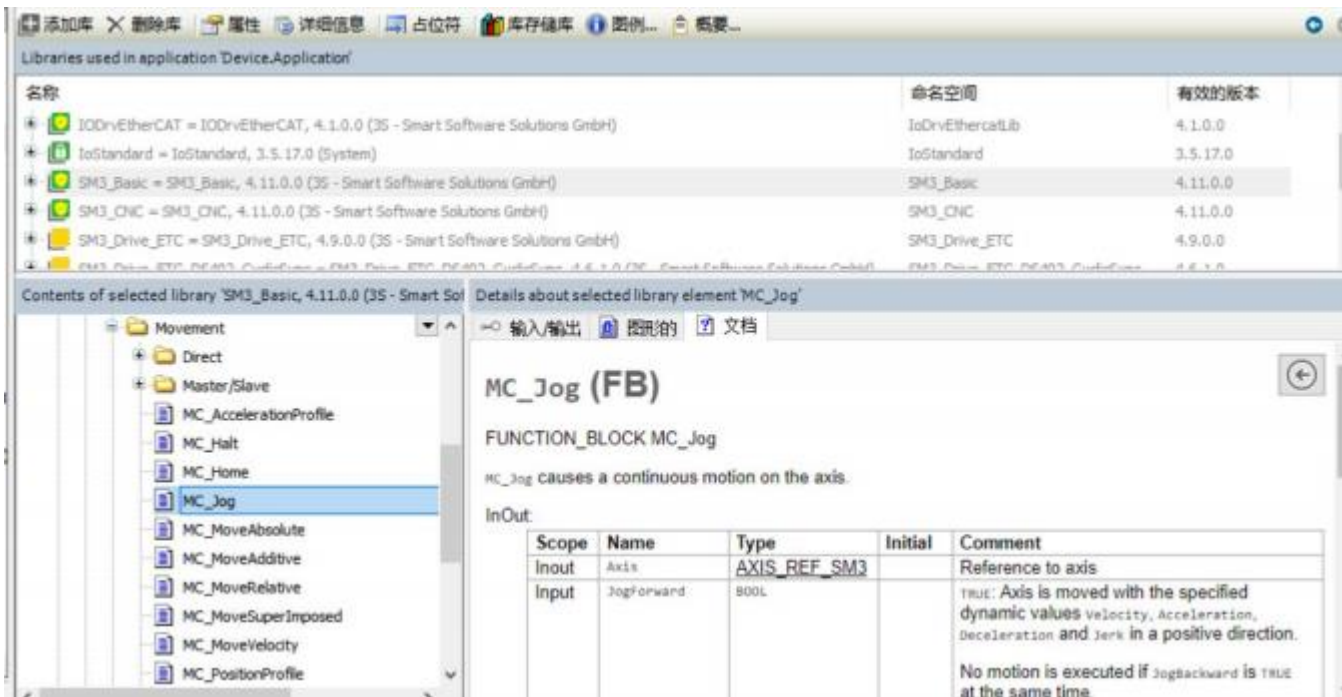 添加库 删除库 属性 详细信息 占位符 库存储库 图例... 概要...
Libraries used in application 'Device.Application'
名称 命名空间 有效的版本
IODrvEtherCAT = IODrvEtherCAT, 4.1.0.0 (3S - Smart Software Solutions GmbH) IoDrvEthercatLib 4.1.0.0
IoStandard = IoStandard, 3.5.17.0 (System) IoStandard 3.5.17.0
SM3_Basic = SM3_Basic, 4.11.0.0 (3S - Smart Software Solutions GmbH) SM3_Basic 4.11.0.0
SM3_CNC = SM3_CNC, 4.11.0.0 (3S - Smart Software Solutions GmbH) SM3_CNC 4.11.0.0
SM3_Drive_ETC = SM3_Drive_ETC, 4.9.0.0 (3S - Smart Software Solutions GmbH) SM3_Drive_ETC 4.9.0.0
Contents of selected library 'SM3_Basic, 4.11.0.0 (3S - Smart Sof
Movement
Direct
Master/Slave
MC_AccelerationProfile
MC_Halt
MC_Home
MC_Jog
MC_MoveAbsolute
MC_MoveAdditive
MC_MoveRelative
MC_MoveSuperImposed
MC_MoveVelocity
MC_PositionProfile
Details about selected library element 'MC_Jog'
输入/输出 图形的 文档
MC_Jog (FB)
FUNCTION_BLOCK MC_Jog
MC_Jog causes a continuous motion on the axis.
InOut:
Scope Name Type Initial Comment
Inout Axis AXIS_REF_SM3 Reference to axis
Input JogForward BOOL TRUE: Axis is moved with the specified
dynamic values Velocity, Acceleration,
Deceleration and Jerk in a positive direction.
No motion is executed if JogBackward is TRUE
at the same time.